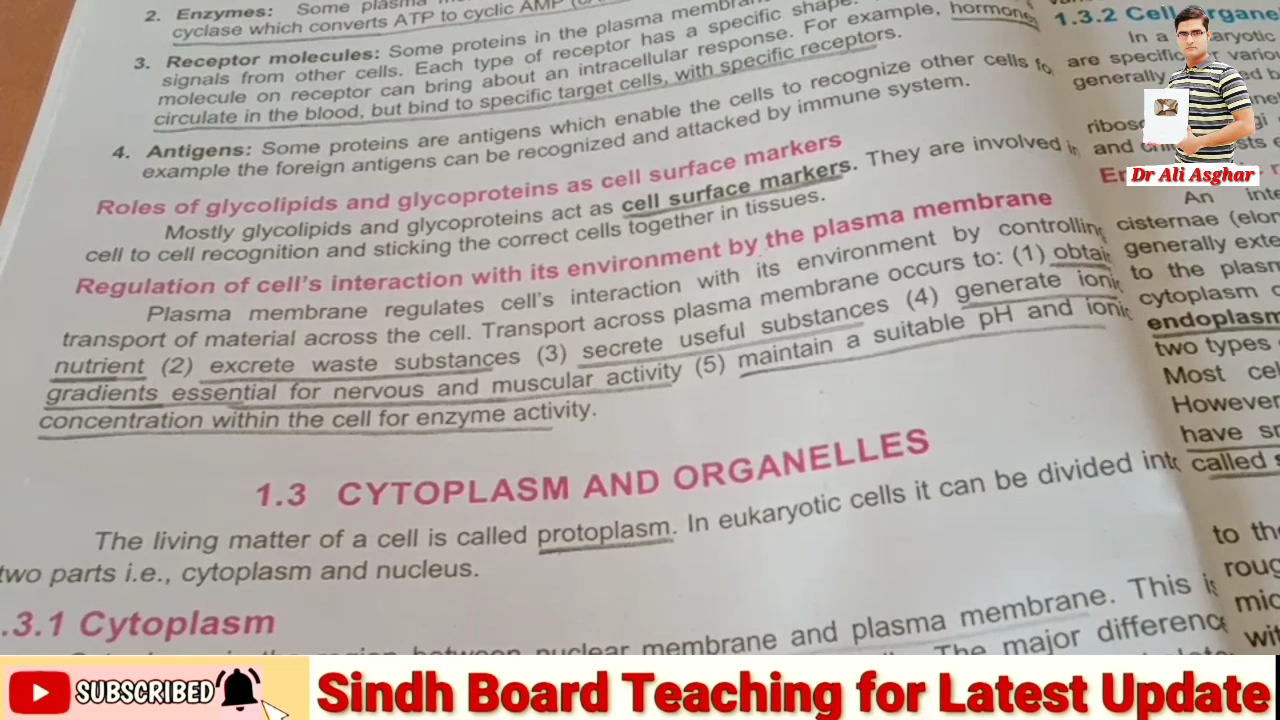 2. Enzymes: Some plasma
cyclase which converts ATP to cyclic AMP
3. Receptor molecules: Some proteins in the plasma
signals from other cells. Each type of receptor has a specific shape.
molecule on receptor can bring about an intracellular response. For example, hormones
circulate in the blood, but bind to specific target cells, with specific receptors.
4. Antigens: Some proteins are antigens which enable the cells to recognize other cells
example the foreign antigens can be recognized and attacked by immune system.
Roles of glycolipids and glycoproteins as cell surface markers
Mostly glycolipids and glycoproteins act as cell surface markers. They are involved
cell to cell recognition and sticking the correct cells together in tissues.
Regulation of cell's interaction with its environment by the plasma membrane
Plasma membrane regulates cell's interaction with its environment by controlling
transport of material across the cell. Transport across plasma membrane occurs to: (1) obtain
nutrient (2) excrete waste substances (3) secrete useful substances (4) generate ionic
gradients essential for nervous and muscular activity (5) maintain a suitable pH and ionic
concentration within the cell for enzyme activity.
1.3 CYTOPLASM AND ORGANELLES
The living matter of a cell is called protoplasm. In eukaryotic cells it can be divided into
two parts i.e., cytoplasm and nucleus.
.3.1 Cytoplasm
between nuclear membrane and plasma membrane. This is
The major difference
1.3.2 Cell
In a
are specific
generally
and
An
cisternae
generally
to the
cytoplasm
endoplasm
two types
Most
However
have
called
to the
Dr Ali Asghar
SUBSCRIBED
Sindh Board Teaching for Latest Update